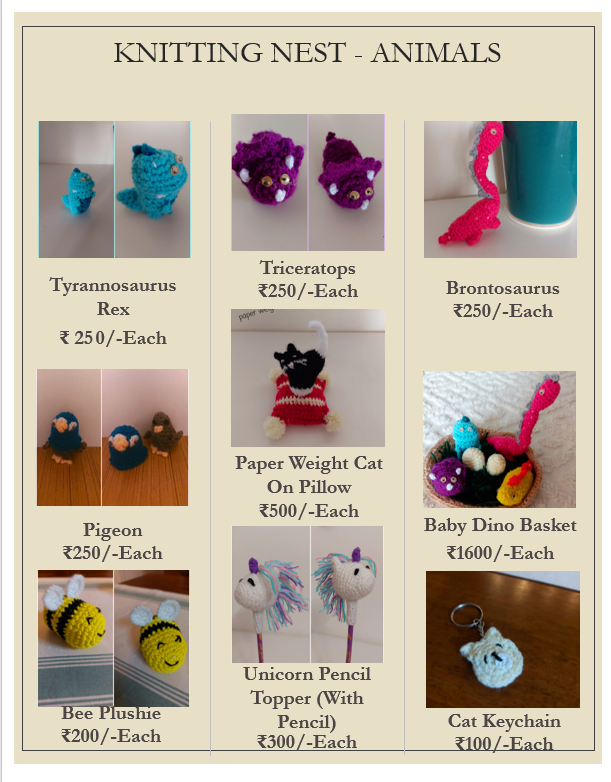 KNITTING NEST - ANIMALS
Tyrannosaurus
Rex
₹ 250/-Each
Pigeon
₹250/-Each
Bee Plushie
₹200/-Each
Triceratops
₹250/-Each
paper weig
Paper Weight Cat
On Pillow
₹500/-Each
Unicorn Pencil
Topper (With
Pencil)
₹300/-Each
Brontosaurus
₹250/-Each
Baby Dino Basket
₹1600/-Each
Cat Keychain
₹100/-Each